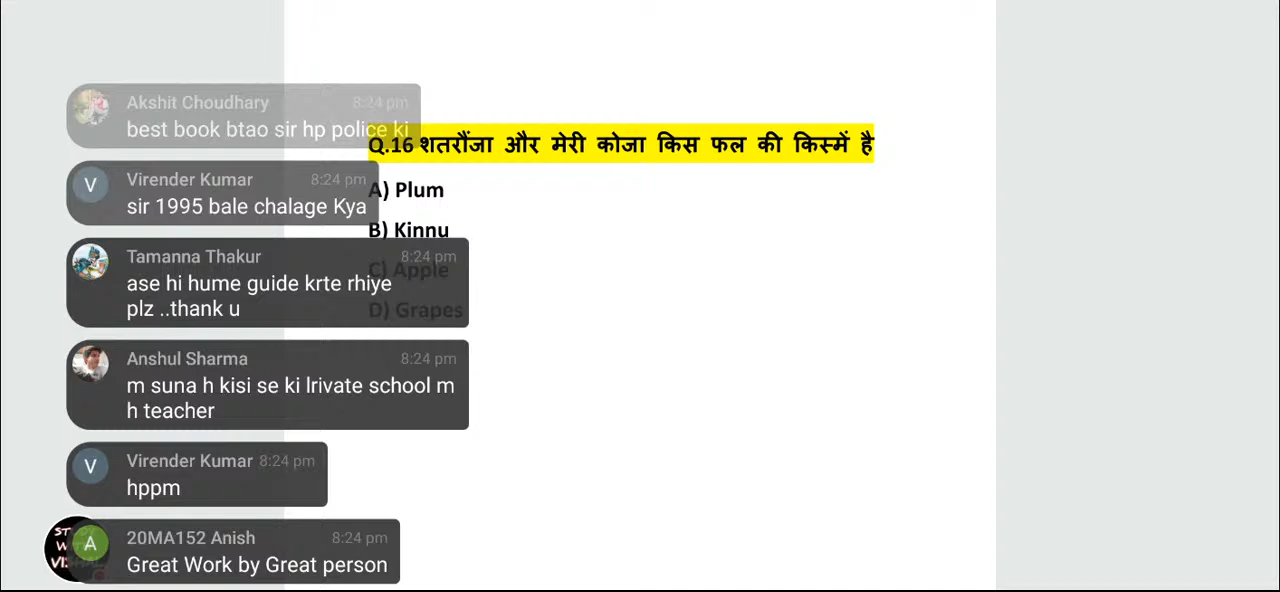 Akshit Choudhary 8:24 pm
best book btao sir hp police ki
Q.16 शतरौंजा और मेरी कोजा किस फल की किस्में है
Virender Kumar 8:24 pm
sir 1995 bale chalage Kya
A) Plum
B) Kinnu
Tamanna Thakur 8:24 pm
ase hi hume guide krte rhiye
plz ..thank u
C) Apple
D) Grapes
Anshul Sharma 8:24 pm
m suna h kisi se ki lrivate school m
h teacher
V
Virender Kumar 8:24 pm
hppm
V
20MA152 Anish 8:24 pm
Great Work by Great person
A